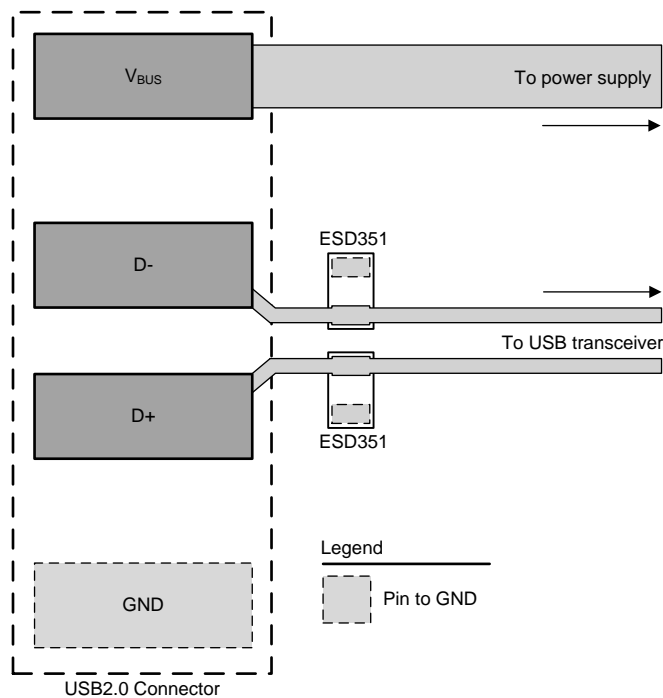 VBUS
To power supply
ESD351
D-
To USB transceiver
D+
ESD351
Legend
GND
Pin to GND
USB2.0 Connector